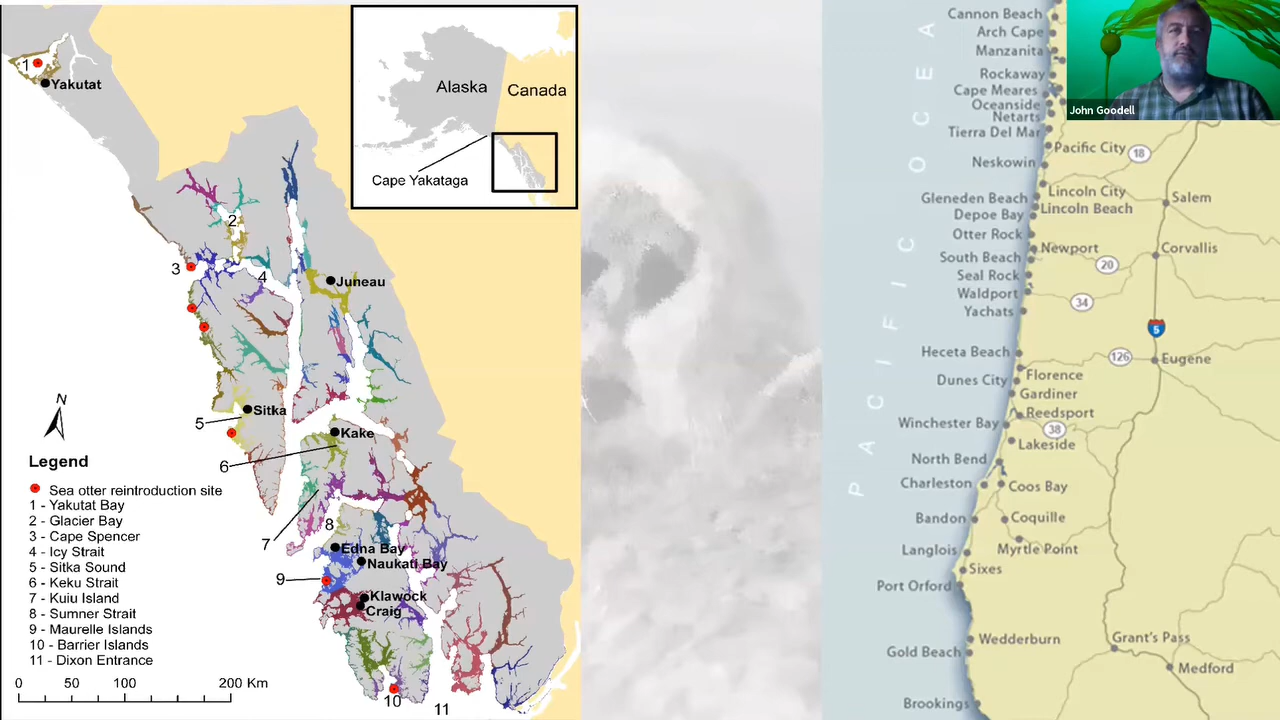 Alaska
Canada
Cape Yakataga
1
Yakutat
2
3
4
Juneau
N
Sitka
5
Kake
6
7
8
Edna Bay
Naukati Bay
9
Klawock
Craig
10
11
Legend
Sea otter reintroduction site
1 - Yakutat Bay
2 - Glacier Bay
3 - Cape Spencer
4 - Icy Strait
5 - Sitka Sound
6 - Keku Strait
7 - Kuiu Island
8 - Sumner Strait
9 - Maurelle Islands
10 - Barrier Islands
11 - Dixon Entrance
0 50 100 200 Km
PACIFIC OCEA
Cannon Beach
Arch Cape
Manzanita
Rockaway
Cape Meares
Oceanside
Netarts
Tierra Del Mar
Pacific City
18
Neskowin
Lincoln City
Gleneden Beach
Lincoln Beach
Salem
Depoe Bay
Otter Rock
Newport
Corvallis
South Beach
20
Seal Rock
Waldport
34
Yachats
5
Heceta Beach
126
Eugene
Dunes City
Florence
Gardiner
Reedsport
Winchester Bay
38
Lakeside
North Bend
Charleston
Coos Bay
Bandon
Coquille
Langlois
Myrtle Point
Sixes
Port Orford
Wedderburn
Grant's Pass
Gold Beach
Medford
Brookings
John Goodell